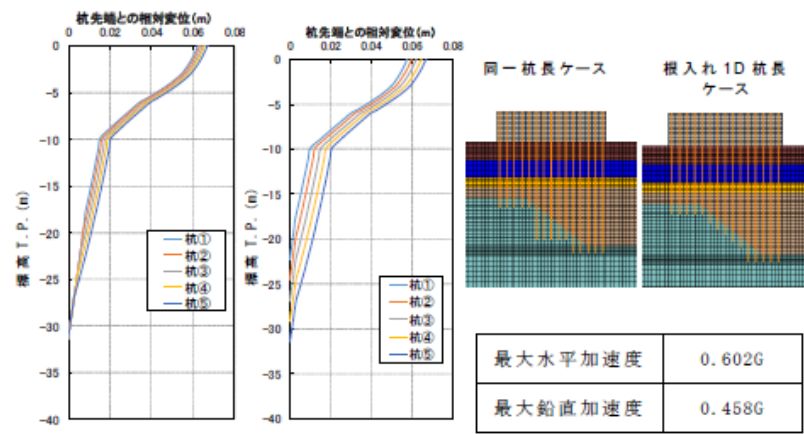 杭先端との相対変位(m)
0 0.02 0.04 0.06 0.08
0
-5
-10
-15
-20
-25
-30
-35
-40
標高 T.P. (m)
杭①
杭②
杭③
杭④
杭⑤
杭先端との相対変位(m)
0 0.02 0.04 0.06 0.08
0
-5
-10
-15
-20
-25
-30
-35
-40
標高 T.P. (m)
杭①
杭②
杭③
杭④
杭⑤
同一杭長ケース
根入れ1D杭長
ケース
最大水平加速度 0.602G
最大鉛直加速度 0.458G